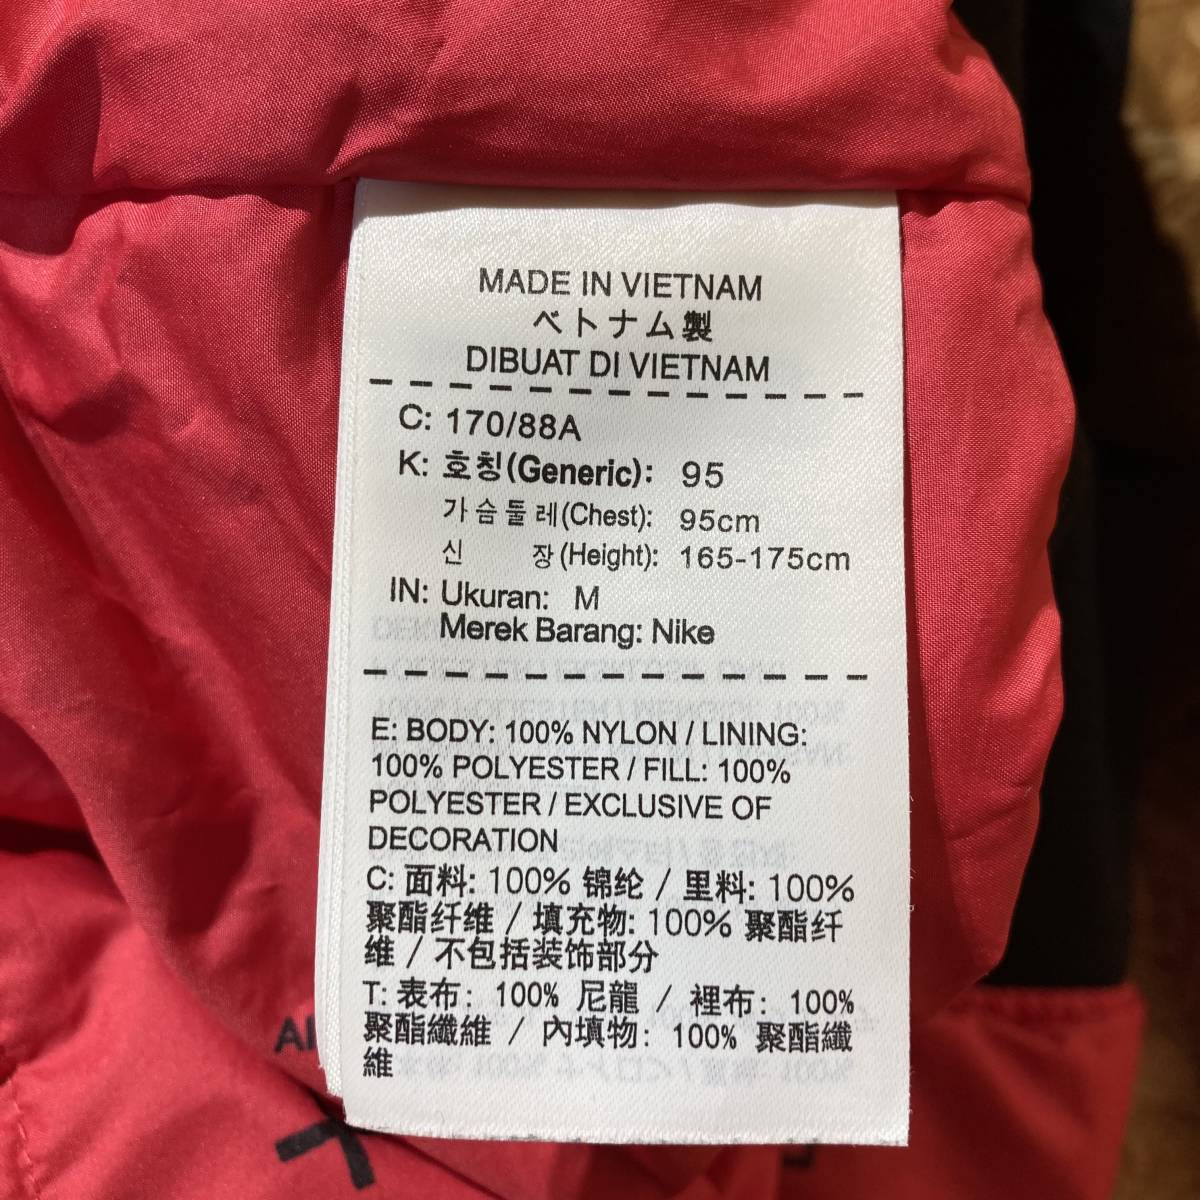 MADE IN VIETNAM
ベトナム製
DIBUAT DI VIETNAM
C: 170/88A
K: 호칭(Generic): 95
가슴둘레(Chest): 95cm
신 장(Height): 165-175cm
IN: Ukuran: M
Merek Barang: Nike
E: BODY: 100% NYLON / LINING:
100% POLYESTER / FILL: 100%
POLYESTER / EXCLUSIVE OF
DECORATION
C: 面料: 100% 锦纶 / 里料: 100%
聚酯纤维 / 填充物: 100% 聚酯纤
维 / 不包括装饰部分
T: 表布: 100% 尼龍 / 裡布: 100%
聚酯纖維 / 內填物: 100% 聚酯纖
維